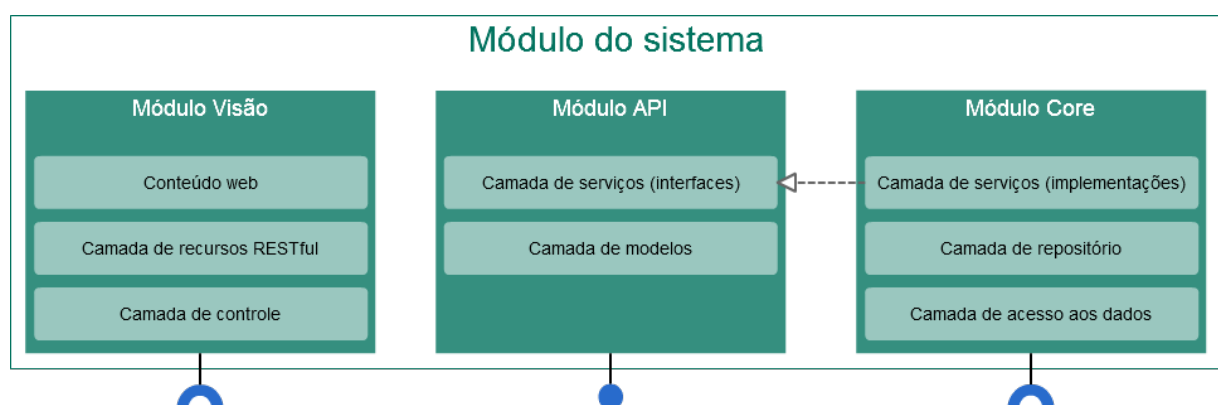 Módulo do sistema
Módulo Visão
Conteúdo web
Camada de recursos RESTful
Camada de controle
Módulo API
Camada de serviços (interfaces)
Camada de modelos
Módulo Core
Camada de serviços (implementações)
Camada de repositório
Camada de acesso aos dados